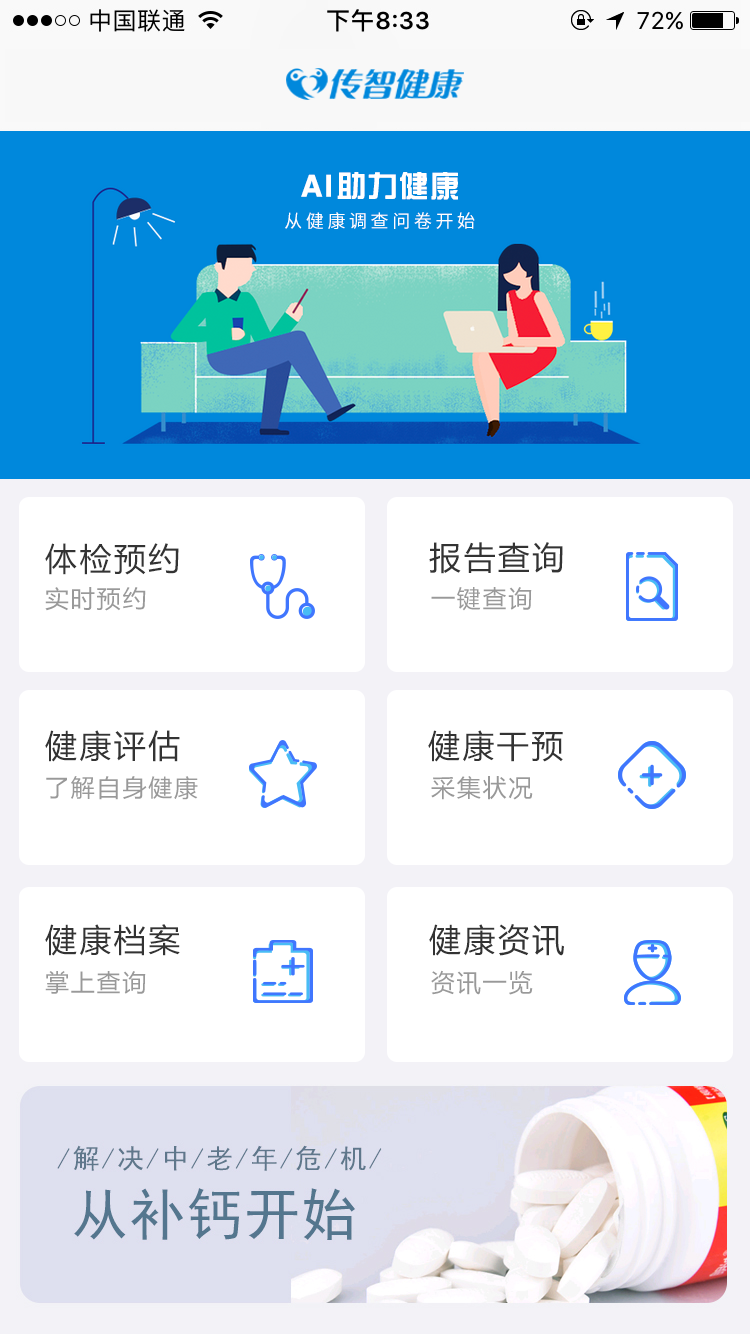 中国联通 下午8:33 72%
传智健康
AI助力健康
从健康调查问卷开始
体检预约
实时预约
报告查询
一键查询
健康评估
了解自身健康
健康干预
采集状况
健康档案
掌上查询
健康资讯
资讯一览
/解/决/中/老/年/危/机/
从补钙开始